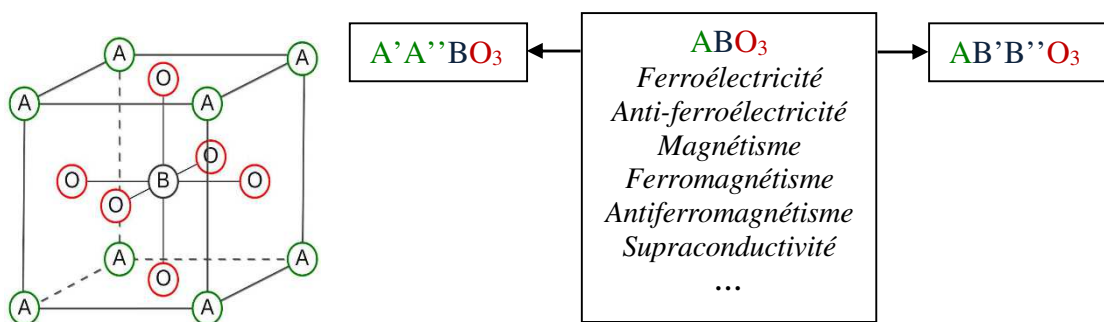 A A
A A
O
O
O B O
O
A A
O
A A
A’A’’BO₃
ABO₃
Ferroélectricité
Anti-ferroélectricité
Magnétisme
Ferromagnétisme
Antiferromagnétisme
Supraconductivité
...
AB’B’’O₃